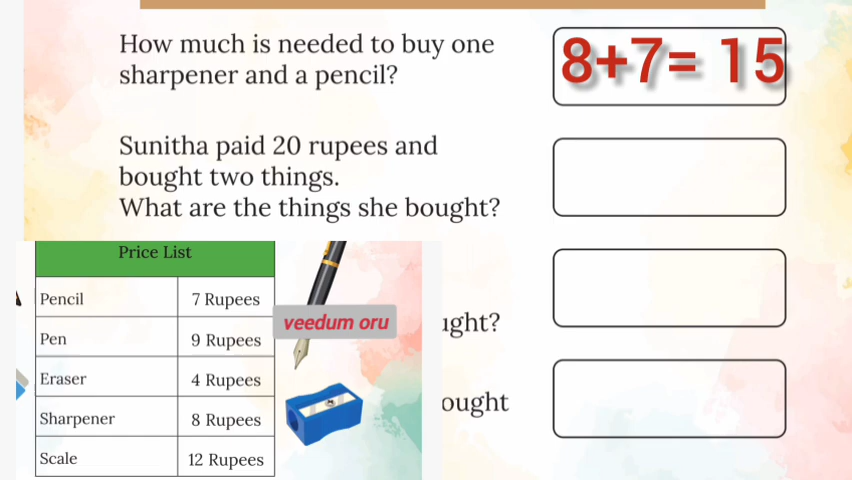 How much is needed to buy one
sharpener and a pencil?
8+7= 15
Sunitha paid 20 rupees and
bought two things.
What are the things she bought?
Price List
Pencil 7 Rupees
Pen 9 Rupees
Eraser 4 Rupees
Sharpener 8 Rupees
Scale 12 Rupees
veedum oru
ught?
ought